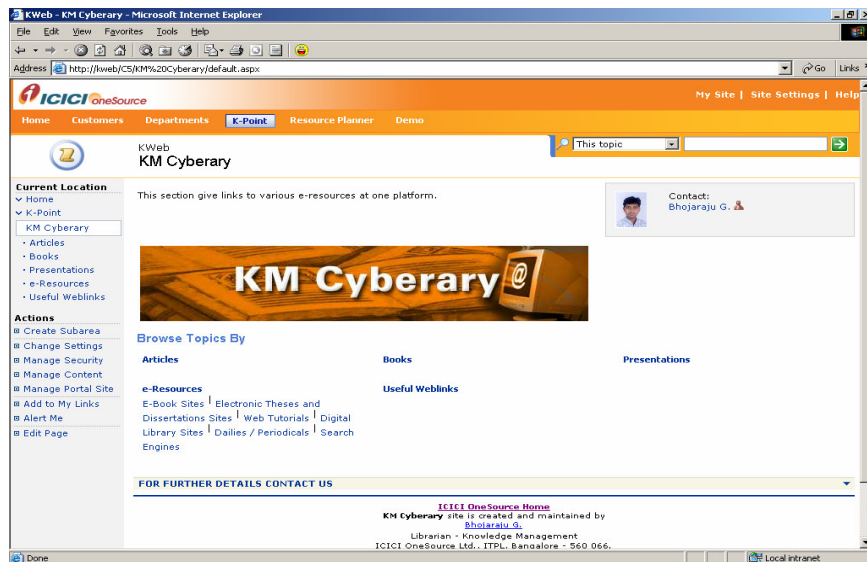 KWeb - KM Cyberary - Microsoft Internet Explorer
File Edit View Favorites Tools Help
Address http://kweb/C5/KM%20Cyberary/default.aspx Go Links
ICICI OneSource
My Site | Site Settings | Help
Home Customers Departments K-Point Resource Planner Demo
KWeb
KM Cyberary
This topic
Current Location
Home
K-Point
KM Cyberary
· Articles
· Books
· Presentations
· e-Resources
· Useful Weblinks
Actions
Create Subarea
Change Settings
Manage Security
Manage Content
Manage Portal Site
Add to My Links
Alert Me
Edit Page
This section give links to various e-resources at one platform.
Contact:
Bhojaraju G.
KM Cyberary @
Browse Topics By
Articles Books Presentations
e-Resources Useful Weblinks
E-Book Sites | Electronic Theses and
Dissertations Sites | Web Tutorials | Digital
Library Sites | Dailies / Periodicals | Search
Engines
FOR FURTHER DETAILS CONTACT US
ICICI OneSource Home
KM Cyberary site is created and maintained by
Bhojaraju G.
Librarian - Knowledge Management
ICICI OneSource Ltd., ITPL, Bangalore - 560 066.
Done Local intranet